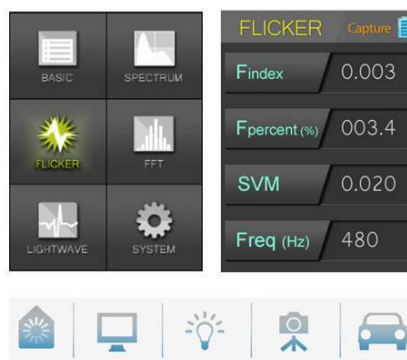 BASIC
SPECTRUM
FLICKER
FFT
LIGHTWAVE
SYSTEM
FLICKER Capture
Findex 0.003
Fpercent (%) 003.4
SVM 0.020
Freq (Hz) 480